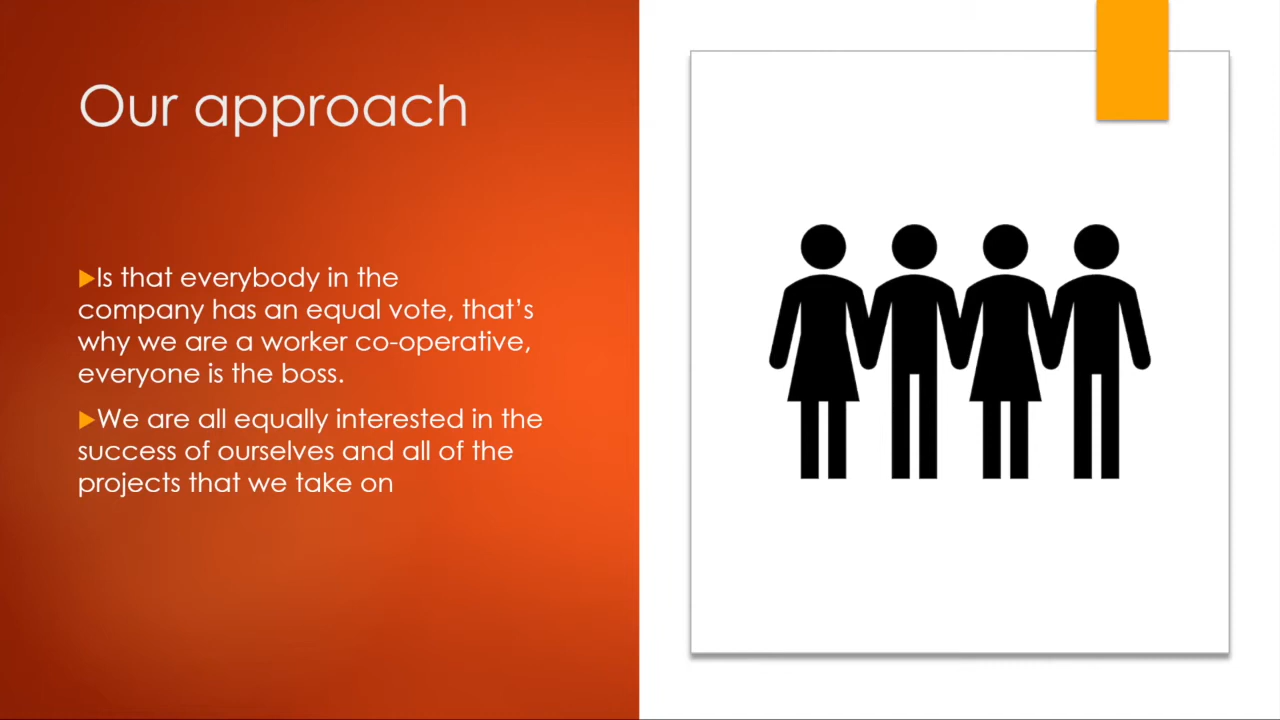 Our approach
Is that everybody in the
company has an equal vote, that’s
why we are a worker co-operative,
everyone is the boss.
We are all equally interested in the
success of ourselves and all of the
projects that we take on